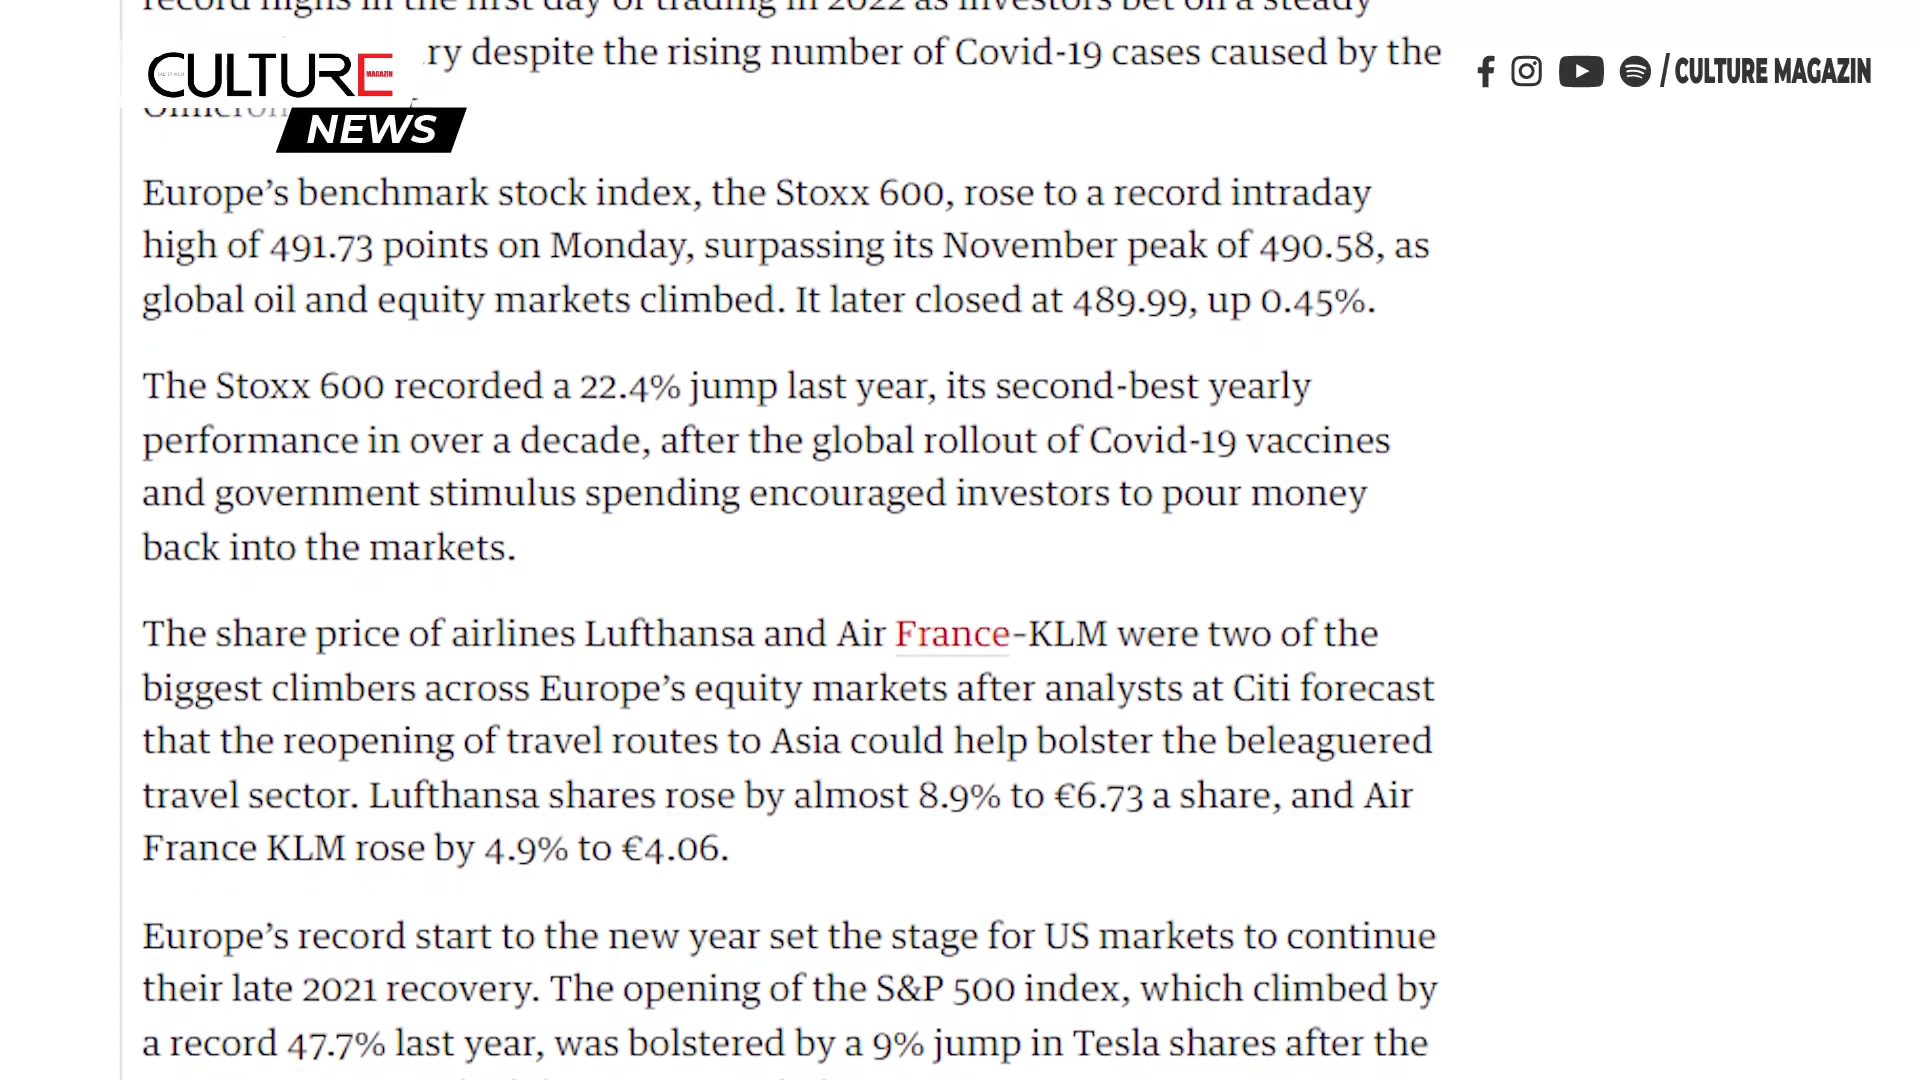 record highs in the first day of trading in 2022 as investors bet on a steady
ry despite the rising number of Covid-19 cases caused by the
Omicron
CULTURE
MAGAZIN
NEWS
/ CULTURE MAGAZIN
Europe’s benchmark stock index, the Stoxx 600, rose to a record intraday
high of 491.73 points on Monday, surpassing its November peak of 490.58, as
global oil and equity markets climbed. It later closed at 489.99, up 0.45%.
The Stoxx 600 recorded a 22.4% jump last year, its second-best yearly
performance in over a decade, after the global rollout of Covid-19 vaccines
and government stimulus spending encouraged investors to pour money
back into the markets.
The share price of airlines Lufthansa and Air France-KLM were two of the
biggest climbers across Europe’s equity markets after analysts at Citi forecast
that the reopening of travel routes to Asia could help bolster the beleaguered
travel sector. Lufthansa shares rose by almost 8.9% to €6.73 a share, and Air
France KLM rose by 4.9% to €4.06.
Europe’s record start to the new year set the stage for US markets to continue
their late 2021 recovery. The opening of the S&P 500 index, which climbed by
a record 47.7% last year, was bolstered by a 9% jump in Tesla shares after the